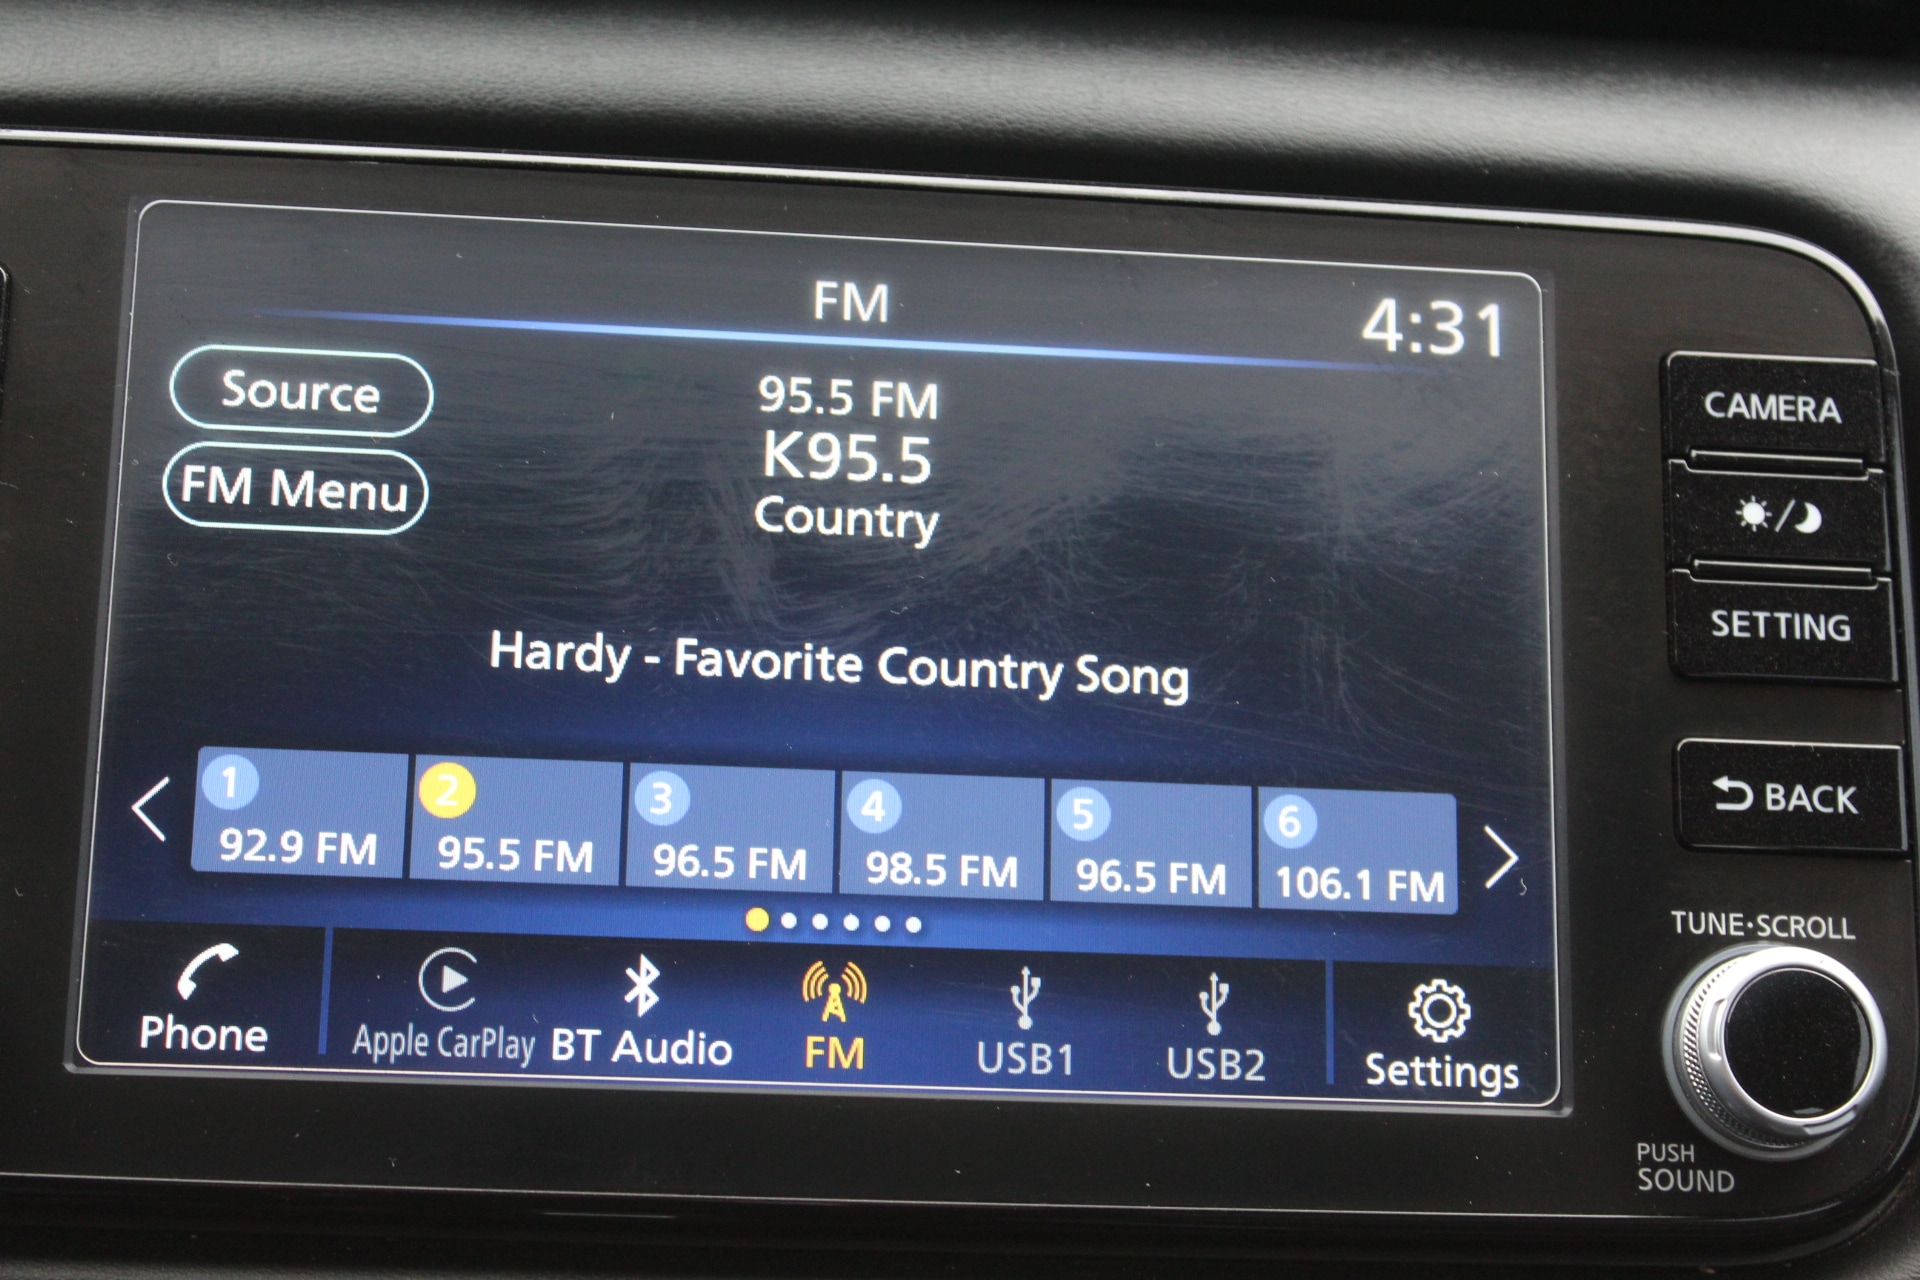 FM
4:31
Source
FM Menu
95.5 FM
K95.5
Country
Hardy - Favorite Country Song
1 2 3 4 5 6
92.9 FM 95.5 FM 96.5 FM 98.5 FM 96.5 FM 106.1 FM
Phone Apple CarPlay BT Audio FM USB1 USB2 Settings
CAMERA
SETTING
BACK
TUNE·SCROLL
PUSH
SOUND